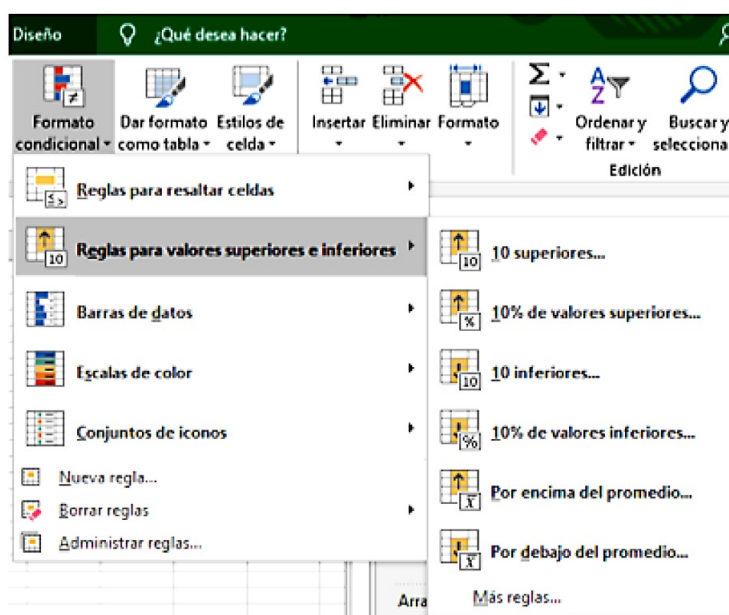 Diseño ¿Qué desea hacer?
Formato condicional
Dar formato como tabla
Estilos de celda
Insertar
Eliminar
Formato
Ordenar y filtrar
Buscar y selecciona
Edición
Reglas para resaltar celdas
Reglas para valores superiores e inferiores
Barras de datos
Escalas de color
Conjuntos de iconos
Nueva regla...
Borrar reglas
Administrar reglas...
10 superiores...
10% de valores superiores...
10 inferiores...
10% de valores inferiores...
Por encima del promedio...
Por debajo del promedio...
Más reglas...
Arra